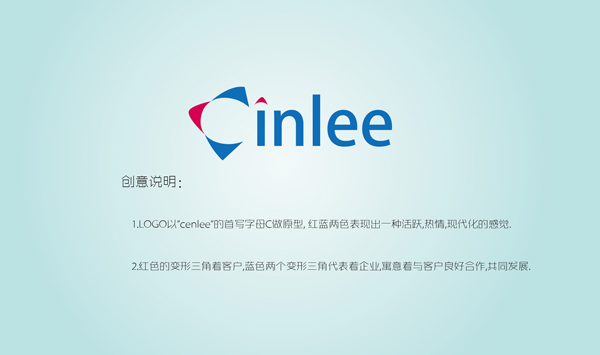 Cinlee
创意说明：
1.LOGO以"cenlee"的首写字母C做原型, 红蓝两色表现出一种活跃,热情,现代化的感觉.
2.红色的变形三角着客户,蓝色两个变形三角代表着企业,寓意着与客户良好合作,共同发展.